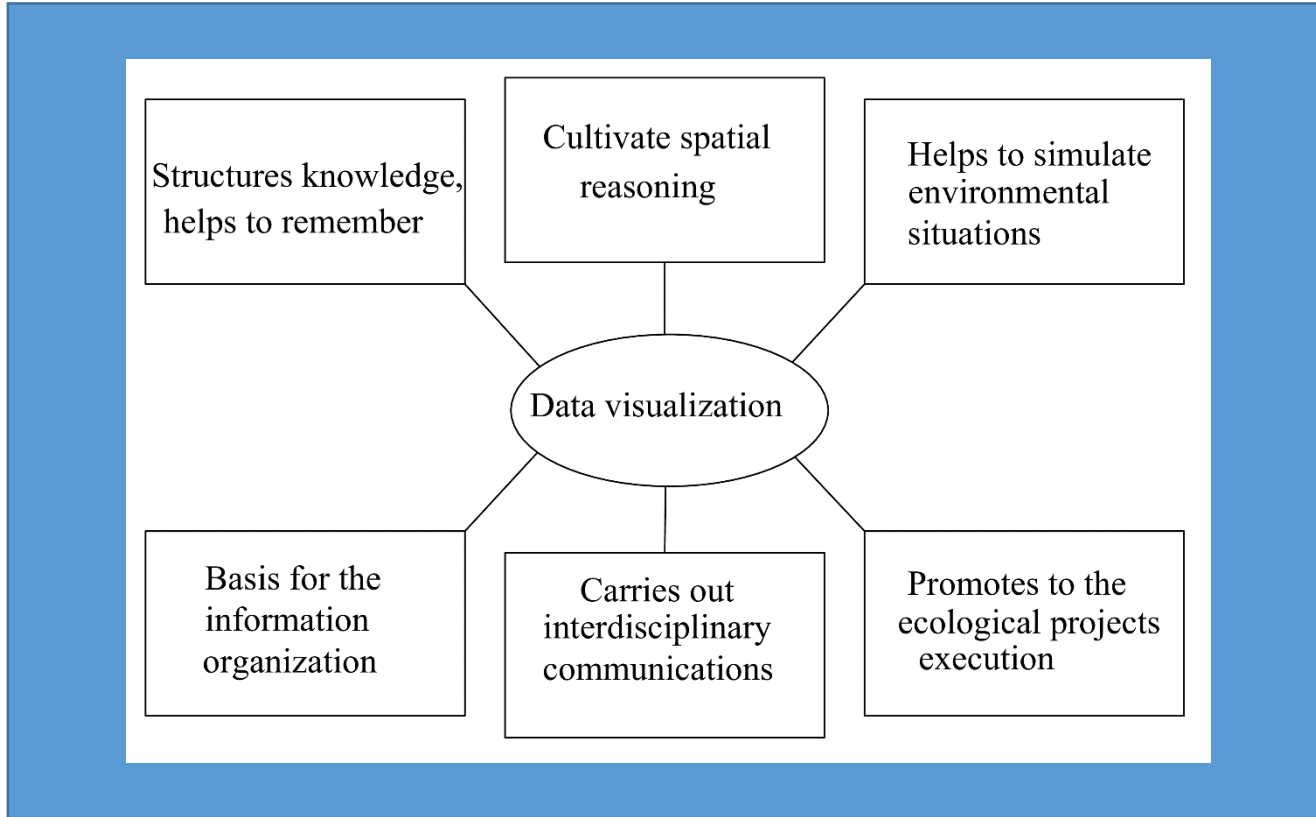 Structures knowledge,
helps to remember
Cultivate spatial
reasoning
Helps to simulate
environmental
situations
Data visualization
Basis for the
information
organization
Carries out
interdisciplinary
communications
Promotes to the
ecological projects
execution